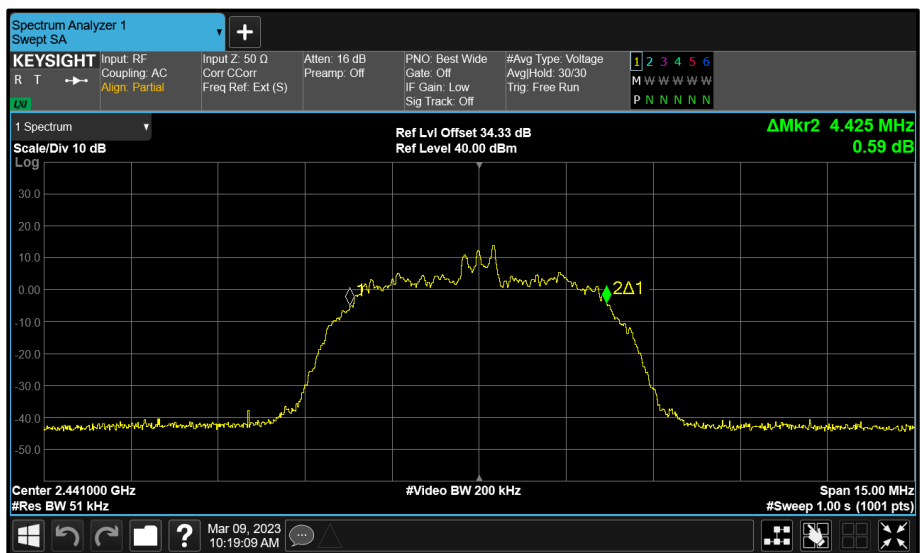 Spectrum Analyzer 1
Swept SA
KEYSIGHT
R T
LXI
Input: RF
Coupling: AC
Align: Partial
Input Z: 50 Ω
Corr CCorr
Freq Ref: Ext (S)
Atten: 16 dB
Preamp: Off
PNO: Best Wide
Gate: Off
IF Gain: Low
Sig Track: Off
#Avg Type: Voltage
Avg|Hold: 30/30
Trig: Free Run
1 2 3 4 5 6
M W W W W W
P N N N N N
1 Spectrum
Scale/Div 10 dB
Ref Lvl Offset 34.33 dB
Ref Level 40.00 dBm
ΔMkr2 4.425 MHz
0.59 dB
Log
30.0
20.0
10.0
0.00
-10.0
-20.0
-30.0
-40.0
-50.0
1
2Δ1
Center 2.441000 GHz
#Res BW 51 kHz
#Video BW 200 kHz
Span 15.00 MHz
#Sweep 1.00 s (1001 pts)
?
Mar 09, 2023
10:19:09 AM